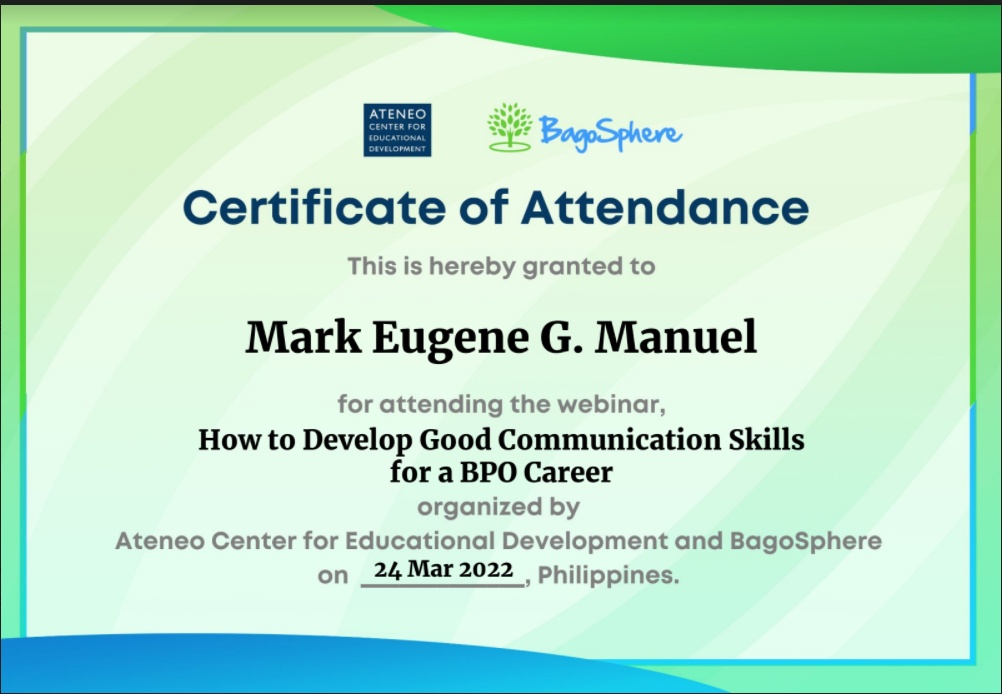 ATENEO
CENTER FOR
EDUCATIONAL
DEVELOPMENT
BagoSphere
Certificate of Attendance
This is hereby granted to
Mark Eugene G. Manuel
for attending the webinar,
How to Develop Good Communication Skills
for a BPO Career
organized by
Ateneo Center for Educational Development and BagoSphere
on 24 Mar 2022, Philippines.